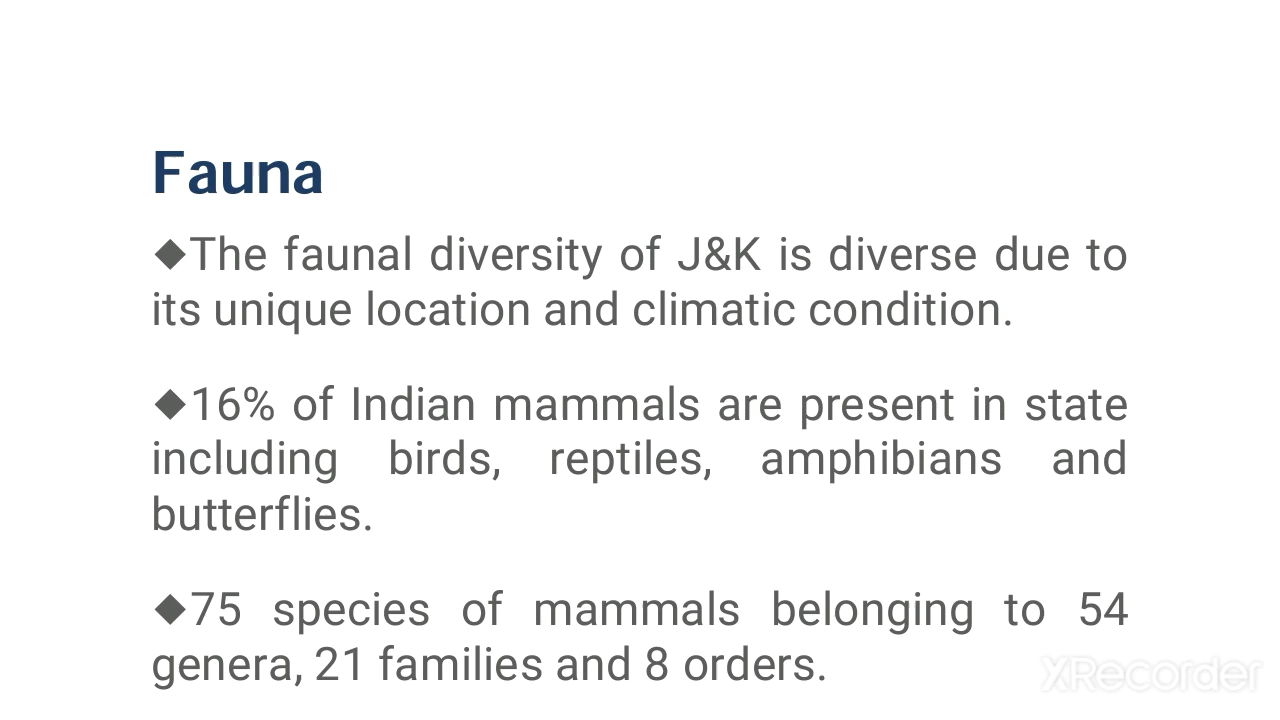 Fauna
◆The faunal diversity of J&K is diverse due to
its unique location and climatic condition.
◆16% of Indian mammals are present in state
including birds, reptiles, amphibians and
butterflies.
◆75 species of mammals belonging to 54
genera, 21 families and 8 orders.
XRecorder